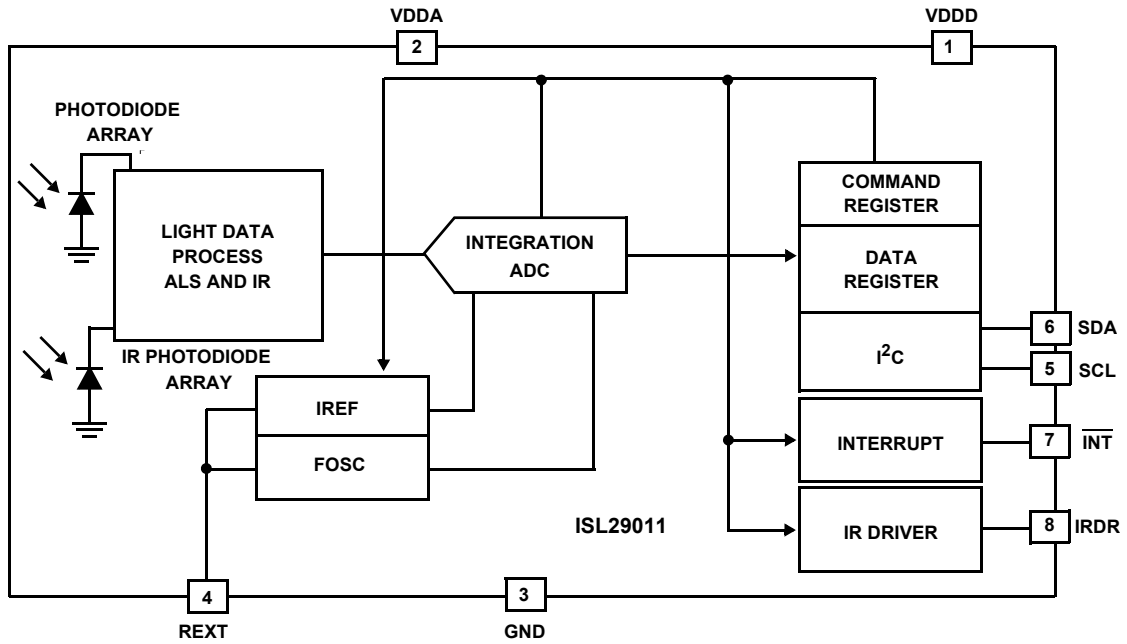 VDDA
VDDD
2
1
PHOTODIODE
ARRAY
LIGHT DATA
PROCESS
ALS AND IR
INTEGRATION
ADC
COMMAND
REGISTER
DATA
REGISTER
I²C
6
SDA
5
SCL
IR PHOTODIODE
ARRAY
IREF
FOSC
INTERRUPT
7
I̅N̅T̅
ISL29011
IR DRIVER
8
IRDR
4
3
REXT
GND